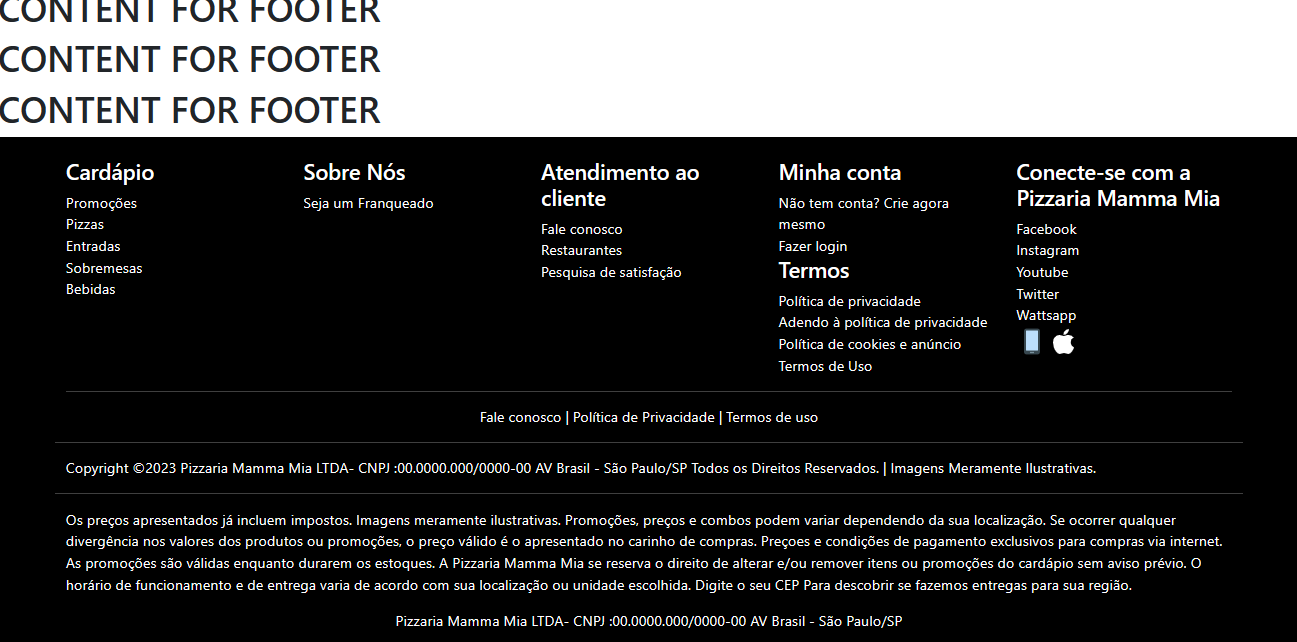 CONTENT FOR FOOTER
CONTENT FOR FOOTER
CONTENT FOR FOOTER
Cardápio
Promoções
Pizzas
Entradas
Sobremesas
Bebidas
Sobre Nós
Seja um Franqueado
Atendimento ao
cliente
Fale conosco
Restaurantes
Pesquisa de satisfação
Minha conta
Não tem conta? Crie agora
mesmo
Fazer login
Termos
Política de privacidade
Adendo à política de privacidade
Política de cookies e anúncio
Termos de Uso
Conecte-se com a
Pizzaria Mamma Mia
Facebook
Instagram
Youtube
Twitter
Wattsapp
Fale conosco | Política de Privacidade | Termos de uso
Copyright ©2023 Pizzaria Mamma Mia LTDA- CNPJ :00.0000.000/0000-00 AV Brasil - São Paulo/SP Todos os Direitos Reservados. | Imagens Meramente Ilustrativas.
Os preços apresentados já incluem impostos. Imagens meramente ilustrativas. Promoções, preços e combos podem variar dependendo da sua localização. Se ocorrer qualquer
divergência nos valores dos produtos ou promoções, o preço válido é o apresentado no carinho de compras. Preçoes e condições de pagamento exclusivos para compras via internet.
As promoções são válidas enquanto durarem os estoques. A Pizzaria Mamma Mia se reserva o direito de alterar e/ou remover itens ou promoções do cardápio sem aviso prévio. O
horário de funcionamento e de entrega varia de acordo com sua localização ou unidade escolhida. Digite o seu CEP Para descobrir se fazemos entregas para sua região.
Pizzaria Mamma Mia LTDA- CNPJ :00.0000.000/0000-00 AV Brasil - São Paulo/SP